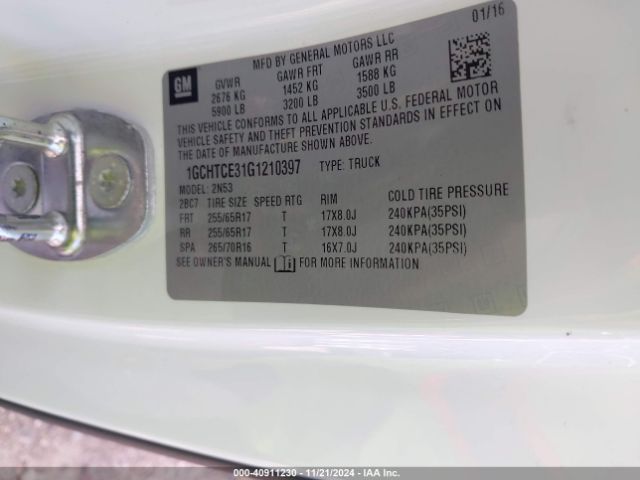 01/16
MFD BY GENERAL MOTORS LLC
GM GVWR GAWR FRT GAWR RR
2676 KG 1452 KG 1588 KG
5900 LB 3200 LB 3500 LB
THIS VEHICLE CONFORMS TO ALL APPLICABLE U.S. FEDERAL MOTOR
VEHICLE SAFETY AND THEFT PREVENTION STANDARDS IN EFFECT ON THE
DATE OF MANUFACTURE SHOWN ABOVE.
1GCHTCE31G1210397 TYPE: TRUCK
MODEL: 2N53
2BC7 TIRE SIZE SPEED RTG RIM COLD TIRE PRESSURE
FRT 255/65R17 T 17X8.0J 240KPA(35PSI)
RR 255/65R17 T 17X8.0J 240KPA(35PSI)
SPA 265/70R16 T 16X7.0J 240KPA(35PSI)
SEE OWNER'S MANUAL FOR MORE INFORMATION
000-40911230 - 11/21/2024 - IAA Inc.